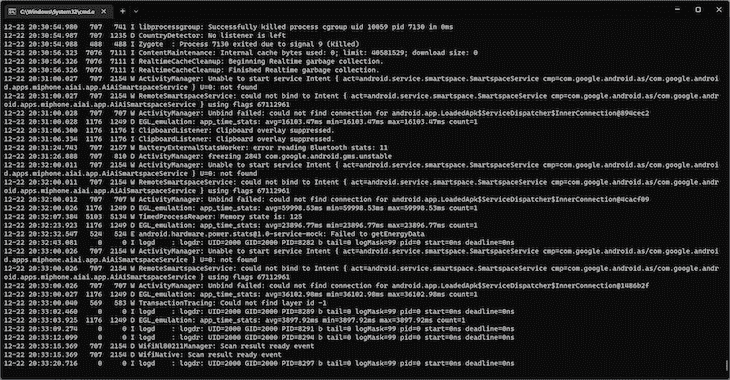 C:\Windows\System32\cmd.e
12-22 20:30:54.980 707 741 I libprocessgroup: Successfully killed process cgroup uid 10059 pid 7130 in 0ms
12-22 20:30:54.987 707 1235 D CountryDetector: No listener is left
12-22 20:30:54.988 488 488 I Zygote : Process 7130 exited due to signal 9 (Killed)
12-22 20:30:56.323 7076 7111 I ContentMaintenance: Internal cache bytes used: 0; limit: 40581529; download size: 0
12-22 20:30:56.326 7076 7111 I RealtimeCacheCleanup: Beginning Realtime garbage collection.
12-22 20:30:56.326 7076 7111 I RealtimeCacheCleanup: Finished Realtime garbage collection.
12-22 20:31:00.027 707 2154 W ActivityManager: Unable to start service Intent { act=android.service.smartspace.SmartspaceService cmp=com.google.android.as/com.google.androi
d.apps.miphone.aiai.app.AiAiSmartspaceService } U=0: not found
12-22 20:31:00.027 707 2154 W RemoteSmartspaceService: could not bind to Intent { act=android.service.smartspace.SmartspaceService cmp=com.google.android.as/com.google.andr
oid.apps.miphone.aiai.app.AiAiSmartspaceService } using flags 67112961
12-22 20:31:00.028 707 707 W ActivityManager: Unbind failed: could not find connection for android.app.LoadedApk$ServiceDispatcher$InnerConnection@894cec2
12-22 20:31:00.028 1176 1249 D EGL_emulation: app_time_stats: avg=16103.47ms min=16103.47ms max=16103.47ms count=1
12-22 20:31:06.300 1176 1176 I ClipboardListener: Clipboard overlay suppressed.
12-22 20:31:06.334 1176 1176 I ClipboardListener: Clipboard overlay suppressed.
12-22 20:31:24.743 707 2157 W BatteryExternalStatsWorker: error reading Bluetooth stats: 11
12-22 20:31:26.888 707 810 D ActivityManager: freezing 2843 com.google.android.gms.unstable
12-22 20:32:00.011 707 2154 W ActivityManager: Unable to start service Intent { act=android.service.smartspace.SmartspaceService cmp=com.google.android.as/com.google.androi
d.apps.miphone.aiai.app.AiAiSmartspaceService } U=0: not found
12-22 20:32:00.011 707 2154 W RemoteSmartspaceService: could not bind to Intent { act=android.service.smartspace.SmartspaceService cmp=com.google.android.as/com.google.andr
oid.apps.miphone.aiai.app.AiAiSmartspaceService } using flags 67112961
12-22 20:32:00.012 707 707 W ActivityManager: Unbind failed: could not find connection for android.app.LoadedApk$ServiceDispatcher$InnerConnection@4cacf09
12-22 20:32:00.026 1176 1249 D EGL_emulation: app_time_stats: avg=59998.53ms min=59998.53ms max=59998.53ms count=1
12-22 20:32:07.384 5103 5134 W TimedProcessReaper: Memory state is: 125
12-22 20:32:23.923 1176 1249 D EGL_emulation: app_time_stats: avg=23896.77ms min=23896.77ms max=23896.77ms count=1
12-22 20:32:32.547 524 524 E android.hardware.power.stats@1.0-service-mock: Failed to getEnergyData
12-22 20:32:43.081 0 0 I logd : logdr: UID=2000 GID=2000 PID=8282 b tail=0 logMask=99 pid=0 start=0ns deadline=0ns
12-22 20:33:00.026 707 2154 W ActivityManager: Unable to start service Intent { act=android.service.smartspace.SmartspaceService cmp=com.google.android.as/com.google.androi
d.apps.miphone.aiai.app.AiAiSmartspaceService } U=0: not found
12-22 20:33:00.026 707 2154 W RemoteSmartspaceService: could not bind to Intent { act=android.service.smartspace.SmartspaceService cmp=com.google.android.as/com.google.andr
oid.apps.miphone.aiai.app.AiAiSmartspaceService } using flags 67112961
12-22 20:33:00.026 707 707 W ActivityManager: Unbind failed: could not find connection for android.app.LoadedApk$ServiceDispatcher$InnerConnection@1486b2f
12-22 20:33:00.027 1176 1249 D EGL_emulation: app_time_stats: avg=36102.98ms min=36102.98ms max=36102.98ms count=1
12-22 20:33:00.040 569 583 W TransactionTracing: Could not find layer id -1
12-22 20:33:02.460 0 0 I logd : logdr: UID=2000 GID=2000 PID=8289 b tail=0 logMask=99 pid=0 start=0ns deadline=0ns
12-22 20:33:03.925 1176 1249 D EGL_emulation: app_time_stats: avg=3897.92ms min=3897.92ms max=3897.92ms count=1
12-22 20:33:09.274 0 0 I logd : logdr: UID=2000 GID=2000 PID=8291 b tail=0 logMask=99 pid=0 start=0ns deadline=0ns
12-22 20:33:12.099 0 0 I logd : logdr: UID=2000 GID=2000 PID=8294 b tail=0 logMask=99 pid=0 start=0ns deadline=0ns
12-22 20:33:15.369 707 2154 D WifiNl80211Manager: Scan result ready event
12-22 20:33:15.369 707 2154 D WifiNative: Scan result ready event
12-22 20:33:20.716 0 0 I logd : logdr: UID=2000 GID=2000 PID=8297 b tail=0 logMask=99 pid=0 start=0ns deadline=0ns